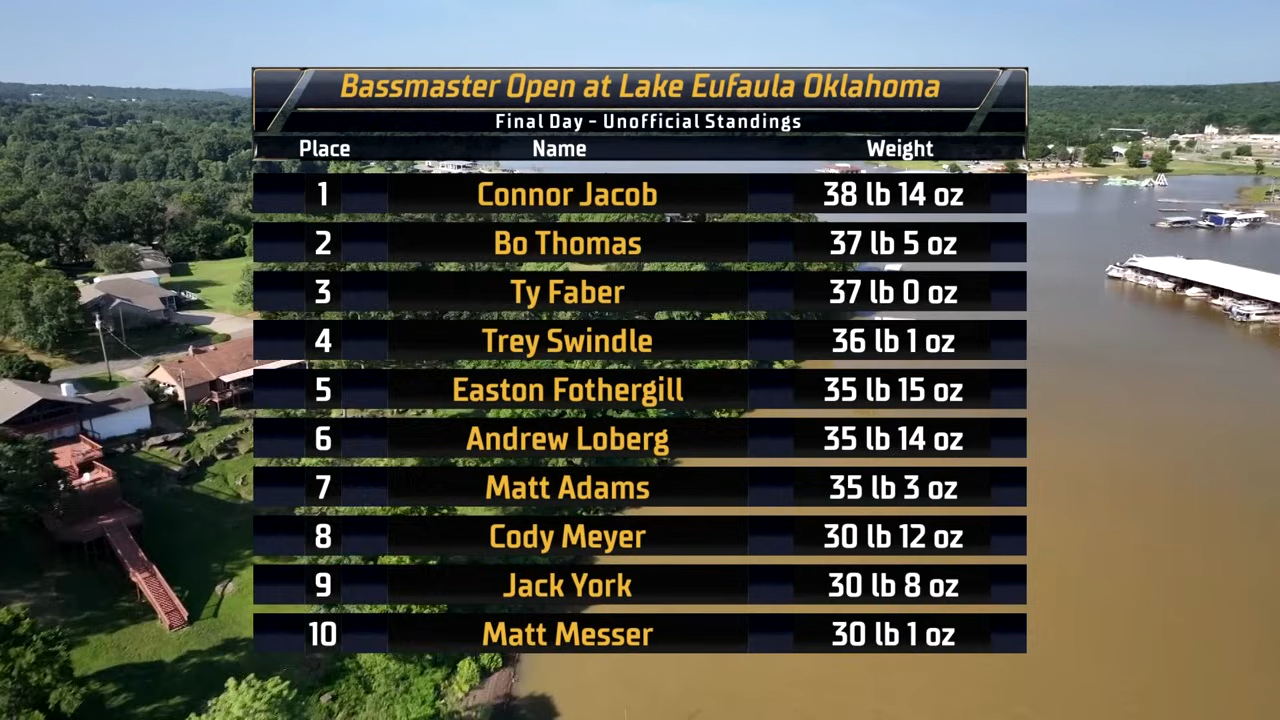 Bassmaster Open at Lake Eufaula Oklahoma
Final Day - Unofficial Standings
Place Name Weight
1 Connor Jacob 38 lb 14 oz
2 Bo Thomas 37 lb 5 oz
3 Ty Faber 37 lb 0 oz
4 Trey Swindle 36 lb 1 oz
5 Easton Fothergill 35 lb 15 oz
6 Andrew Loberg 35 lb 14 oz
7 Matt Adams 35 lb 3 oz
8 Cody Meyer 30 lb 12 oz
9 Jack York 30 lb 8 oz
10 Matt Messer 30 lb 1 oz